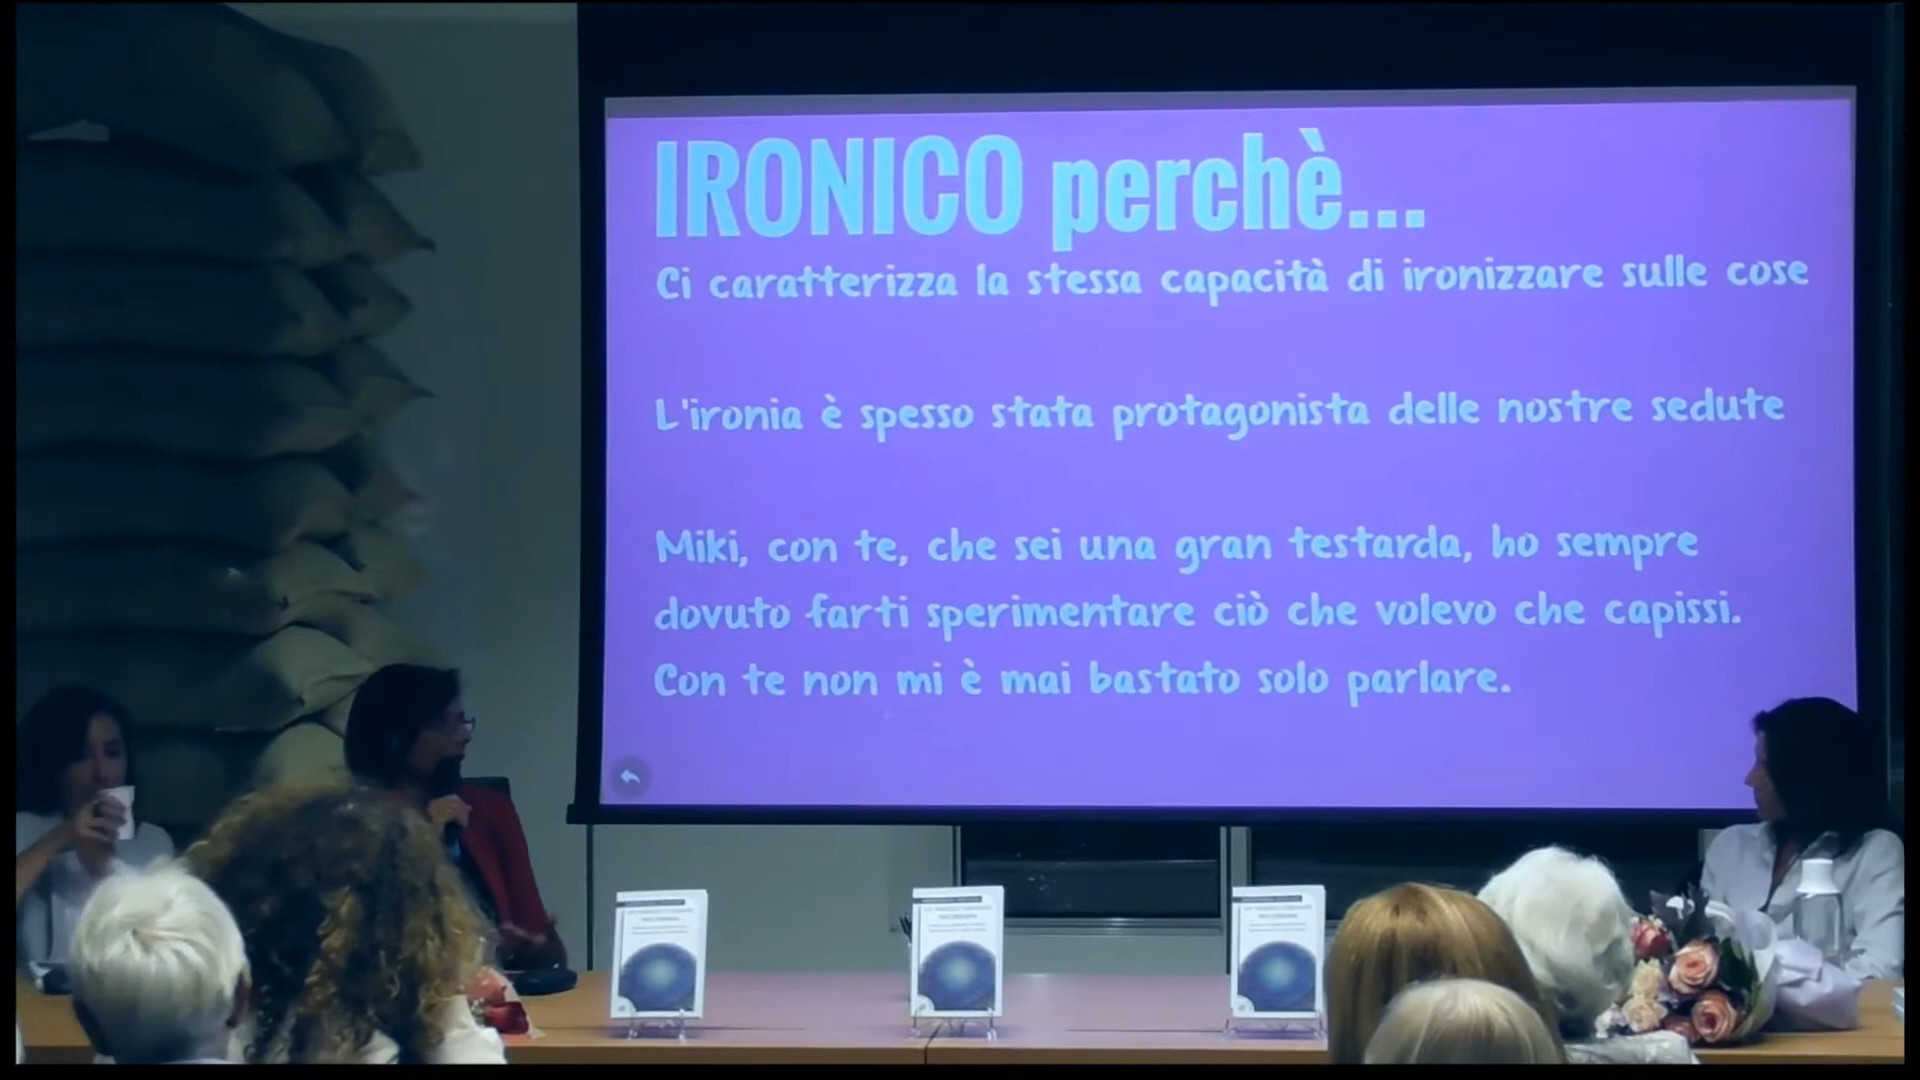 IRONICO perchè...
Ci caratterizza la stessa capacità di ironizzare sulle cose
L'ironia è spesso stata protagonista delle nostre sedute
Miki, con te, che sei una gran testarda, ho sempre
dovuto farti sperimentare ciò che volevo che capissi.
Con te non mi è mai bastato solo parlare.